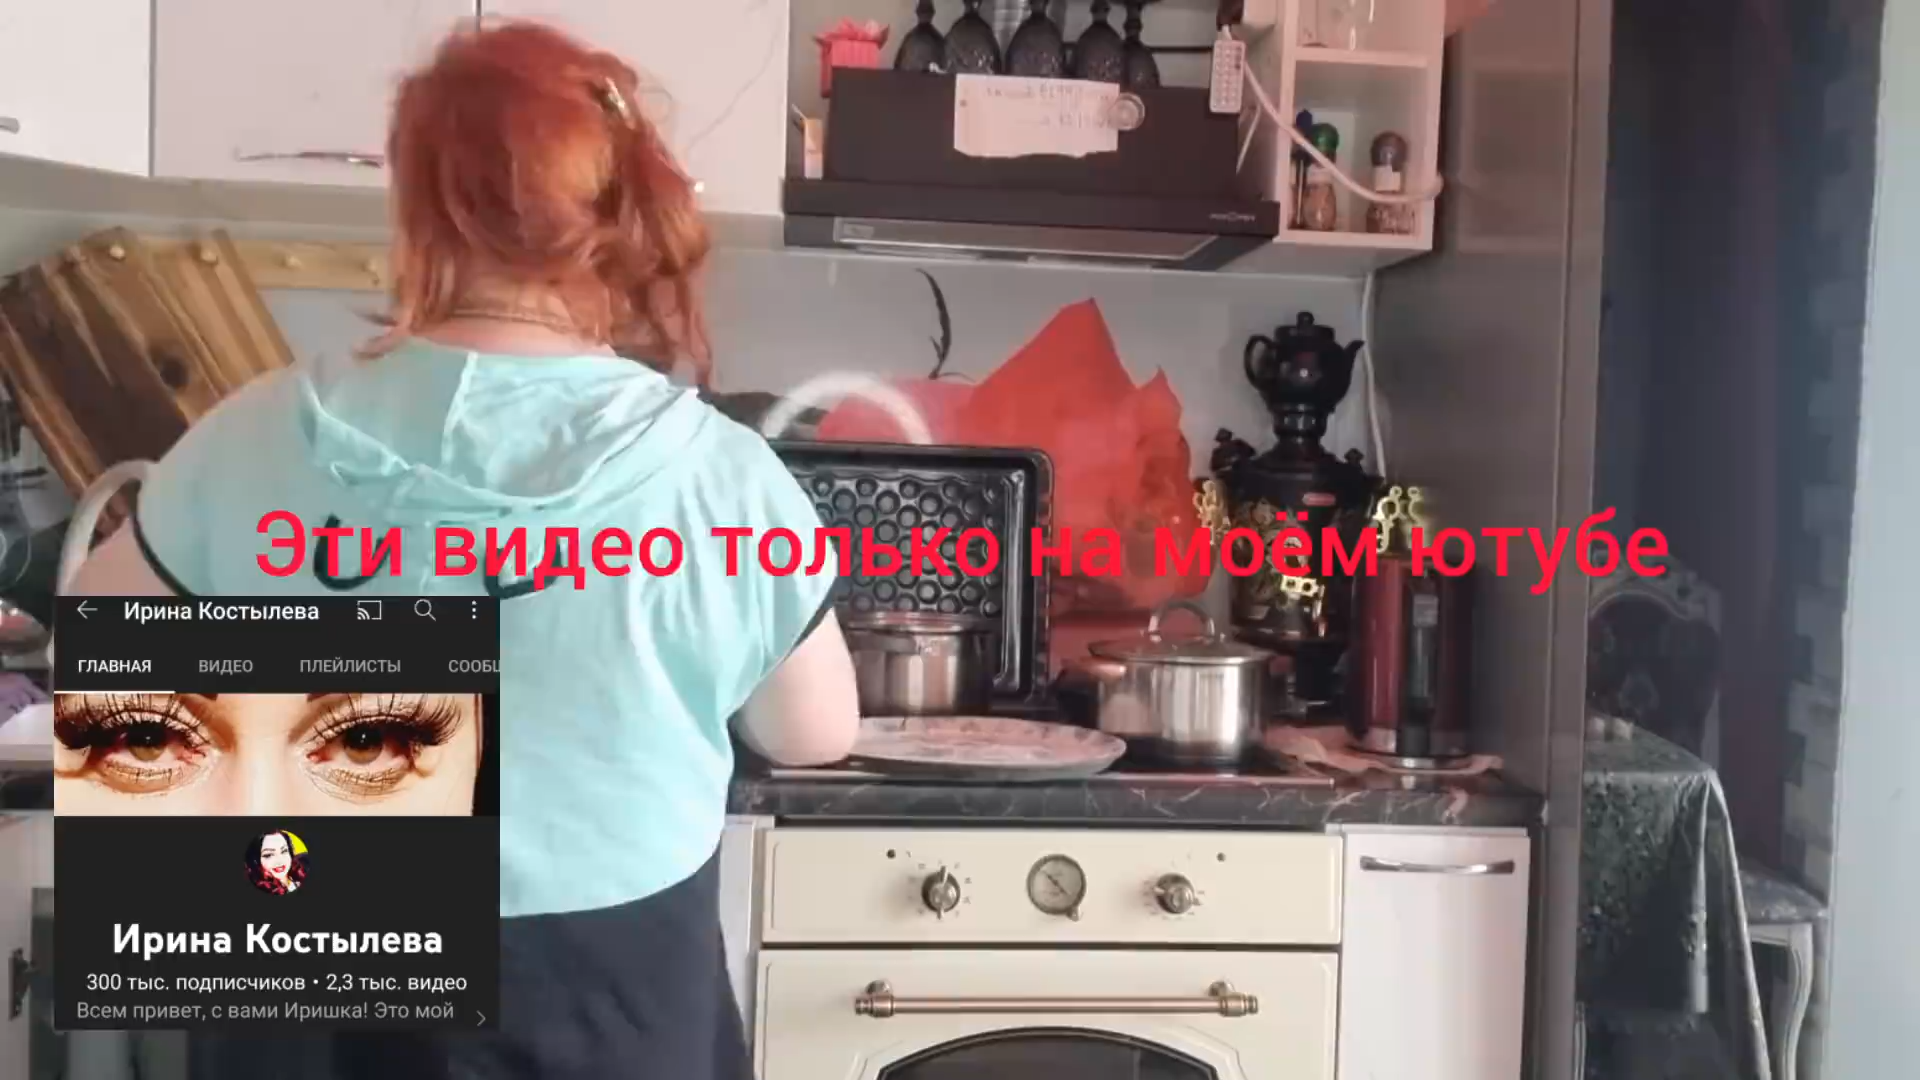 Эти видео только на моём ютубе
Ирина Костылева
ГЛАВНАЯ ВИДЕО ПЛЕЙЛИСТЫ СООБЩ
Ирина Костылева
300 тыс. подписчиков • 2,3 тыс. видео
Всем привет, с вами Иришка! Это мой